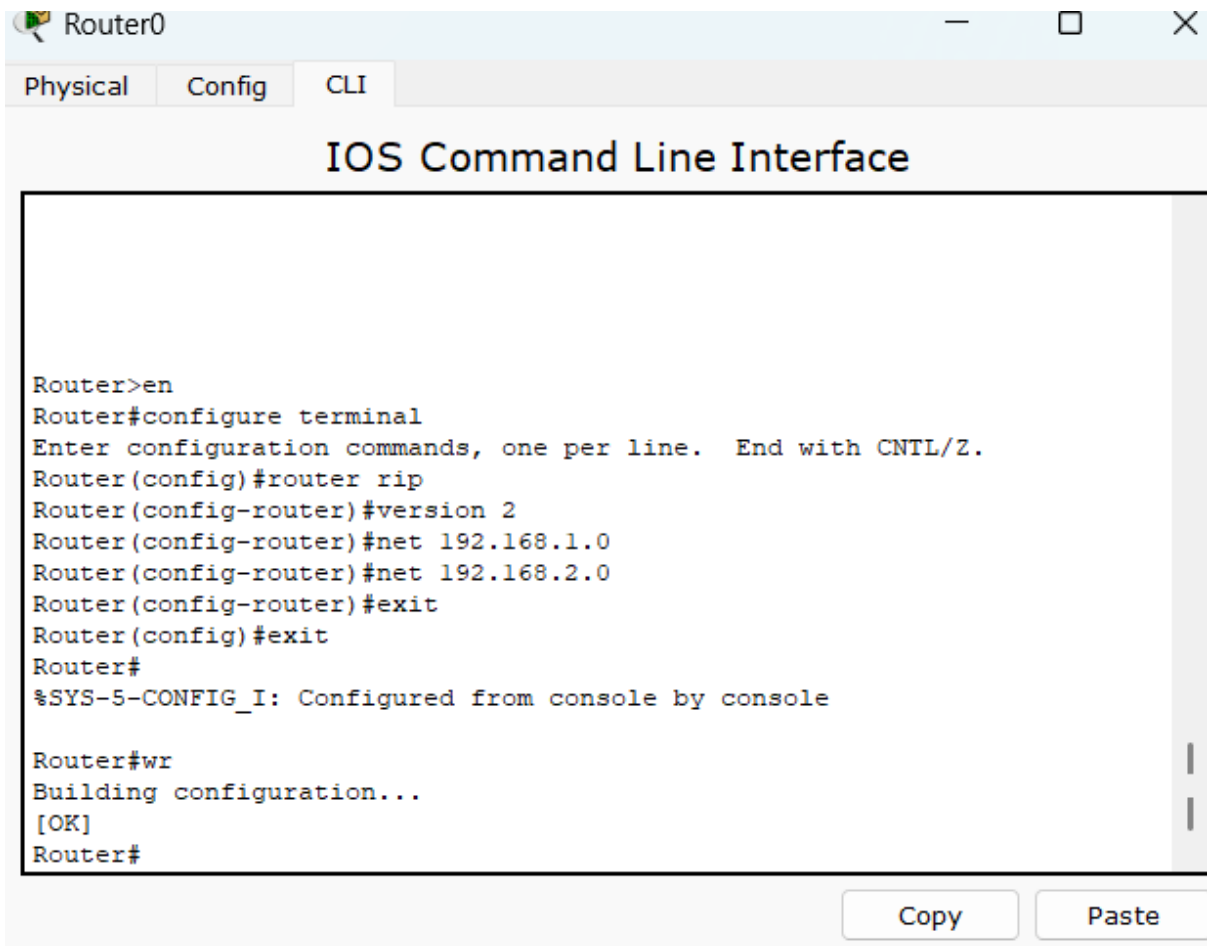 Router0
Physical Config CLI
IOS Command Line Interface
Router>en
Router#configure terminal
Enter configuration commands, one per line.  End with CNTL/Z.
Router(config)#router rip
Router(config-router)#version 2
Router(config-router)#net 192.168.1.0
Router(config-router)#net 192.168.2.0
Router(config-router)#exit
Router(config)#exit
Router#
%SYS-5-CONFIG_I: Configured from console by console
Router#wr
Building configuration...
[OK]
Router#
Copy Paste